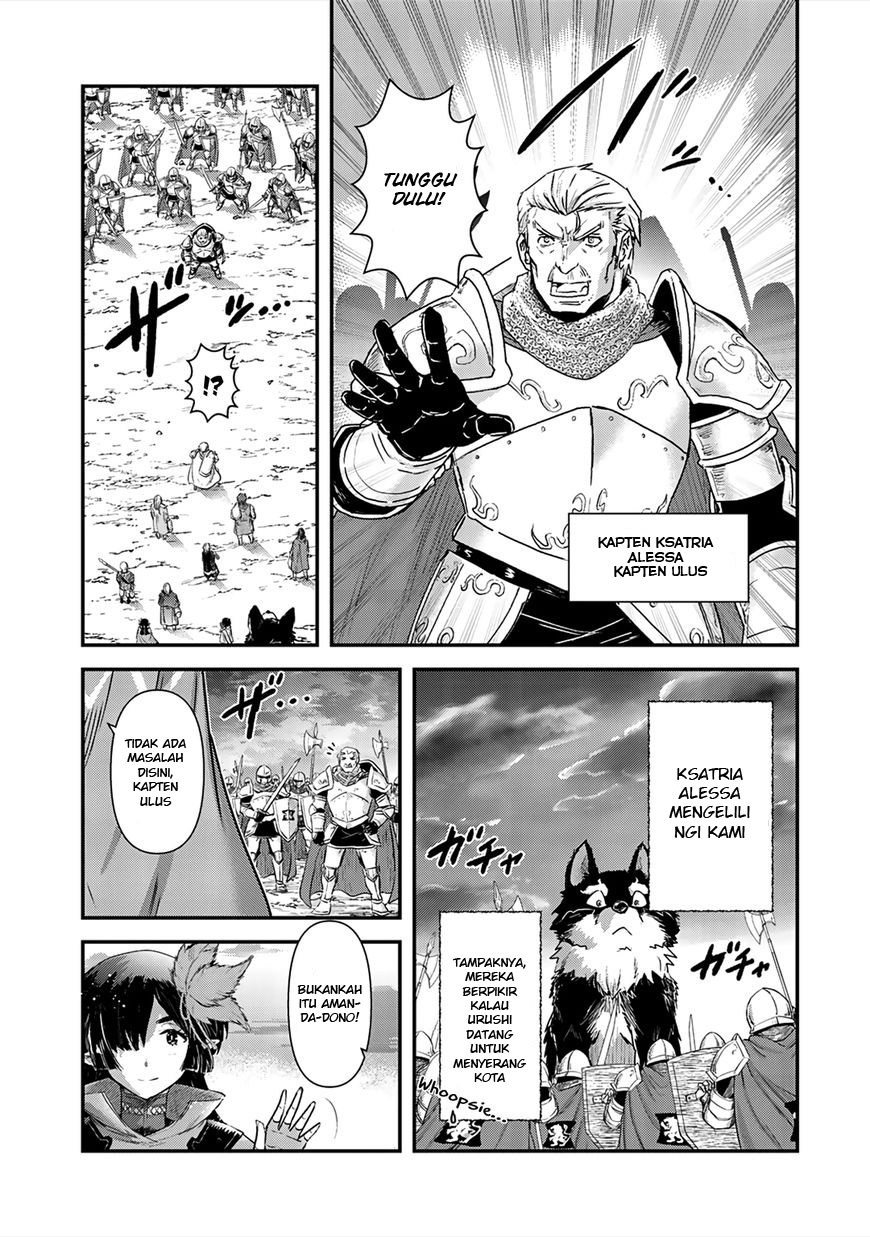 TUNGGU
DULU!
KAPTEN KSATRIA
ALESSA
KAPTEN ULUS
ザッ…
!?
KSATRIA
ALESSA
MENGELILI
NGI KAMI
ガチャ
ガチャ
TAMPAKNYA,
MEREKA
BERPIKIR
KALAU
URUSHI
DATANG
UNTUK
MENYERANG
KOTA
Whoopsie...
ザッ…
TIDAK ADA
MASALAH
DISINI,
KAPTEN
ULUS
BUKANKAH
ITU AMAN-
DA-DONO!